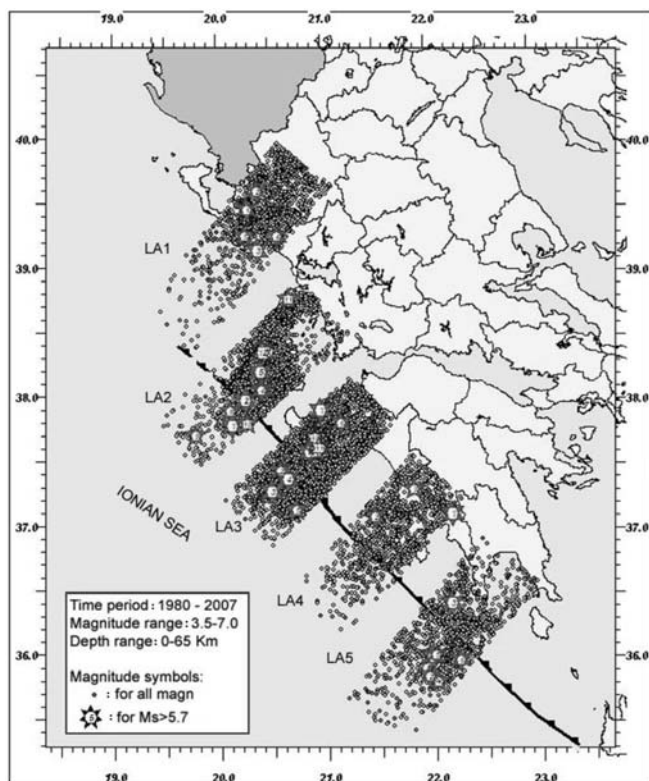 19.0 20.0 21.0 22.0 23.0
40.0 40.0
LA1
39.0 39.0
LA2
38.0 38.0
IONIAN SEA
LA3
37.0 37.0
LA4
Time period : 1980 - 2007
Magnitude range : 3.5-7.0
Depth range: 0-65 Km
LA5
36.0 36.0
Magnitude symbols:
: for all magn
: for Ms>5.7
19.0 20.0 21.0 22.0 23.0